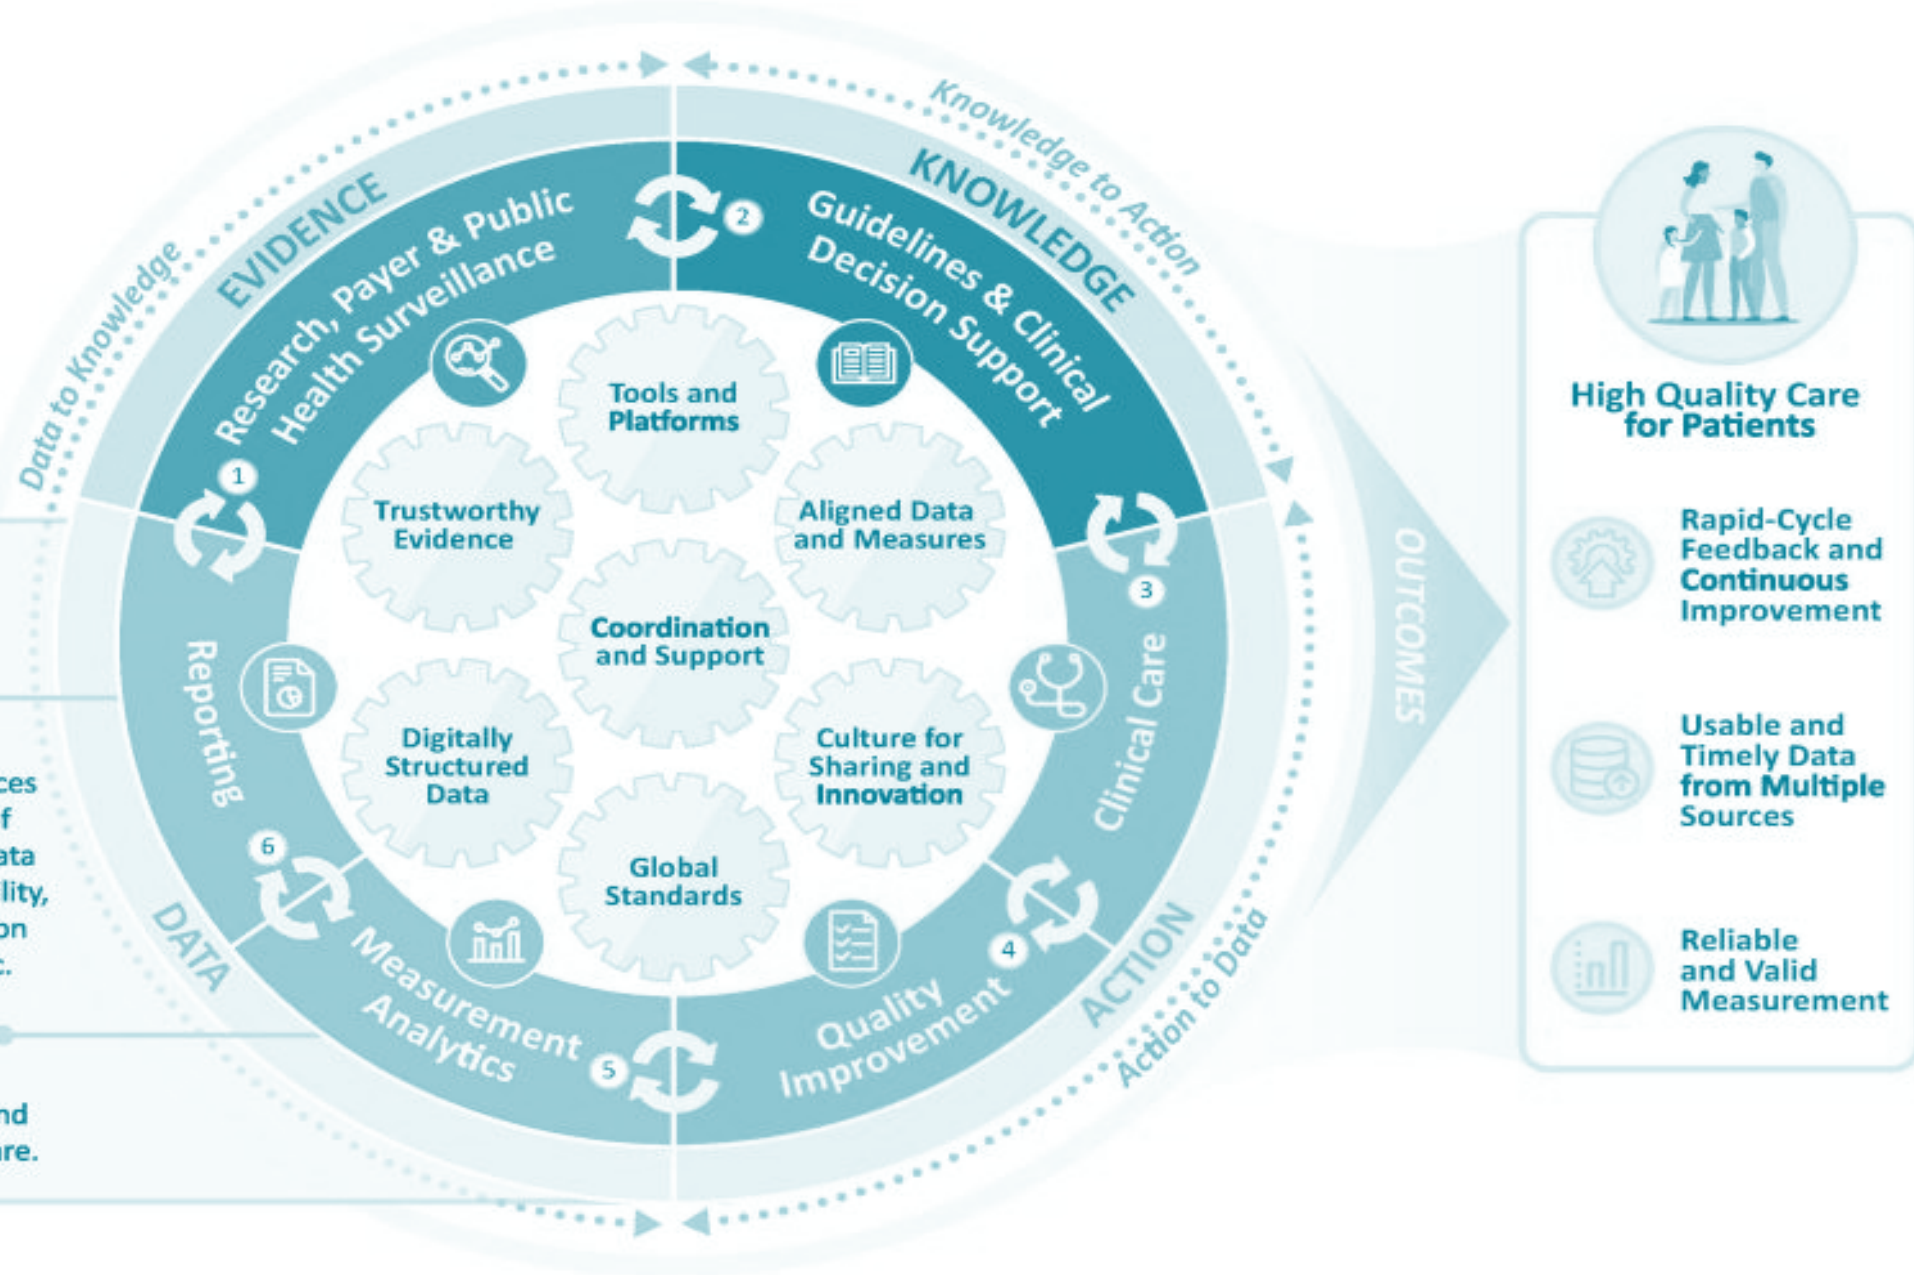 Data to Knowledge
Knowledge to Action
Action to Data
EVIDENCE
KNOWLEDGE
ACTION
DATA
Research, Payer & Public
Health Surveillance
1
2
Guidelines & Clinical
Decision Support
3
Clinical Care
4
Quality
Improvement
5
Measurement
Analytics
6
Reporting
Tools and
Platforms
Trustworthy
Evidence
Aligned Data
and Measures
Coordination
and Support
Digitally
Structured
Data
Culture for
Sharing and
Innovation
Global
Standards
OUTCOMES
High Quality Care
for Patients
Rapid-Cycle
Feedback and
Continuous
Improvement
Usable and
Timely Data
from Multiple
Sources
Reliable
and Valid
Measurement